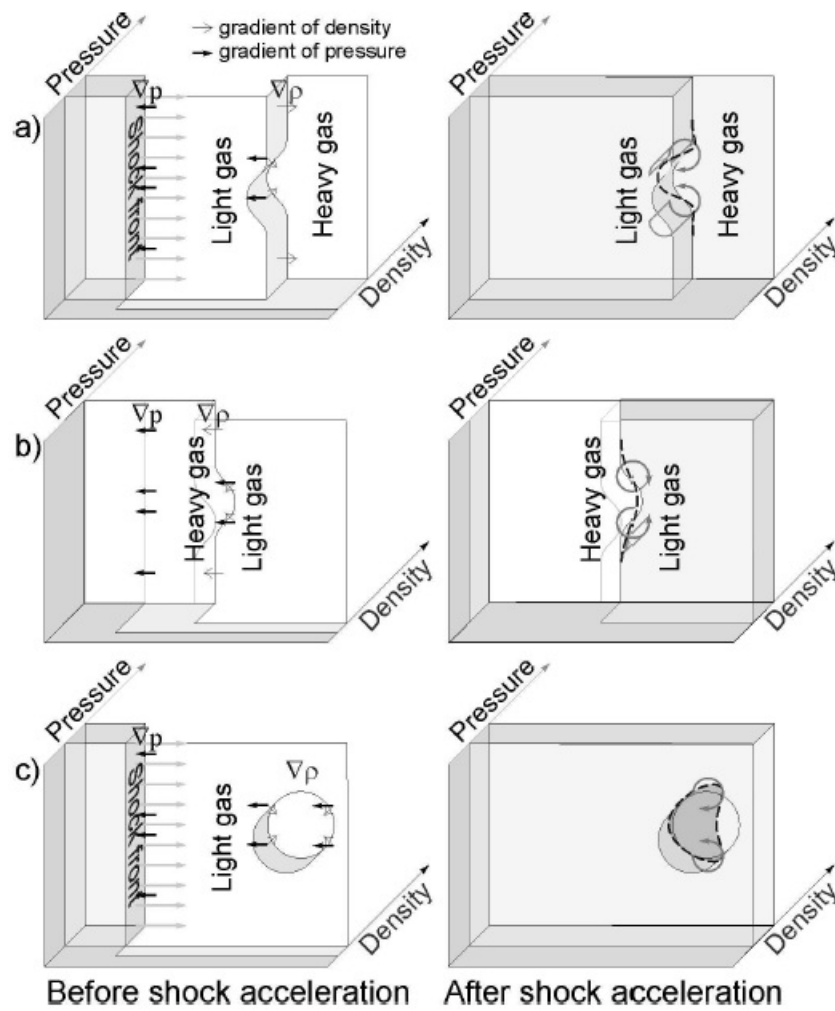 → gradient of density
← gradient of pressure
a)
Pressure
∇p
∇ρ
Shock front
Light gas
Heavy gas
Density
Light gas
Heavy gas
Pressure
Density
b)
Pressure
∇p
∇ρ
Heavy gas
Light gas
Density
Pressure
Heavy gas
Light gas
Density
c)
Pressure
∇p
Shock front
Light gas
∇ρ
Density
Pressure
Density
Before shock acceleration
After shock acceleration